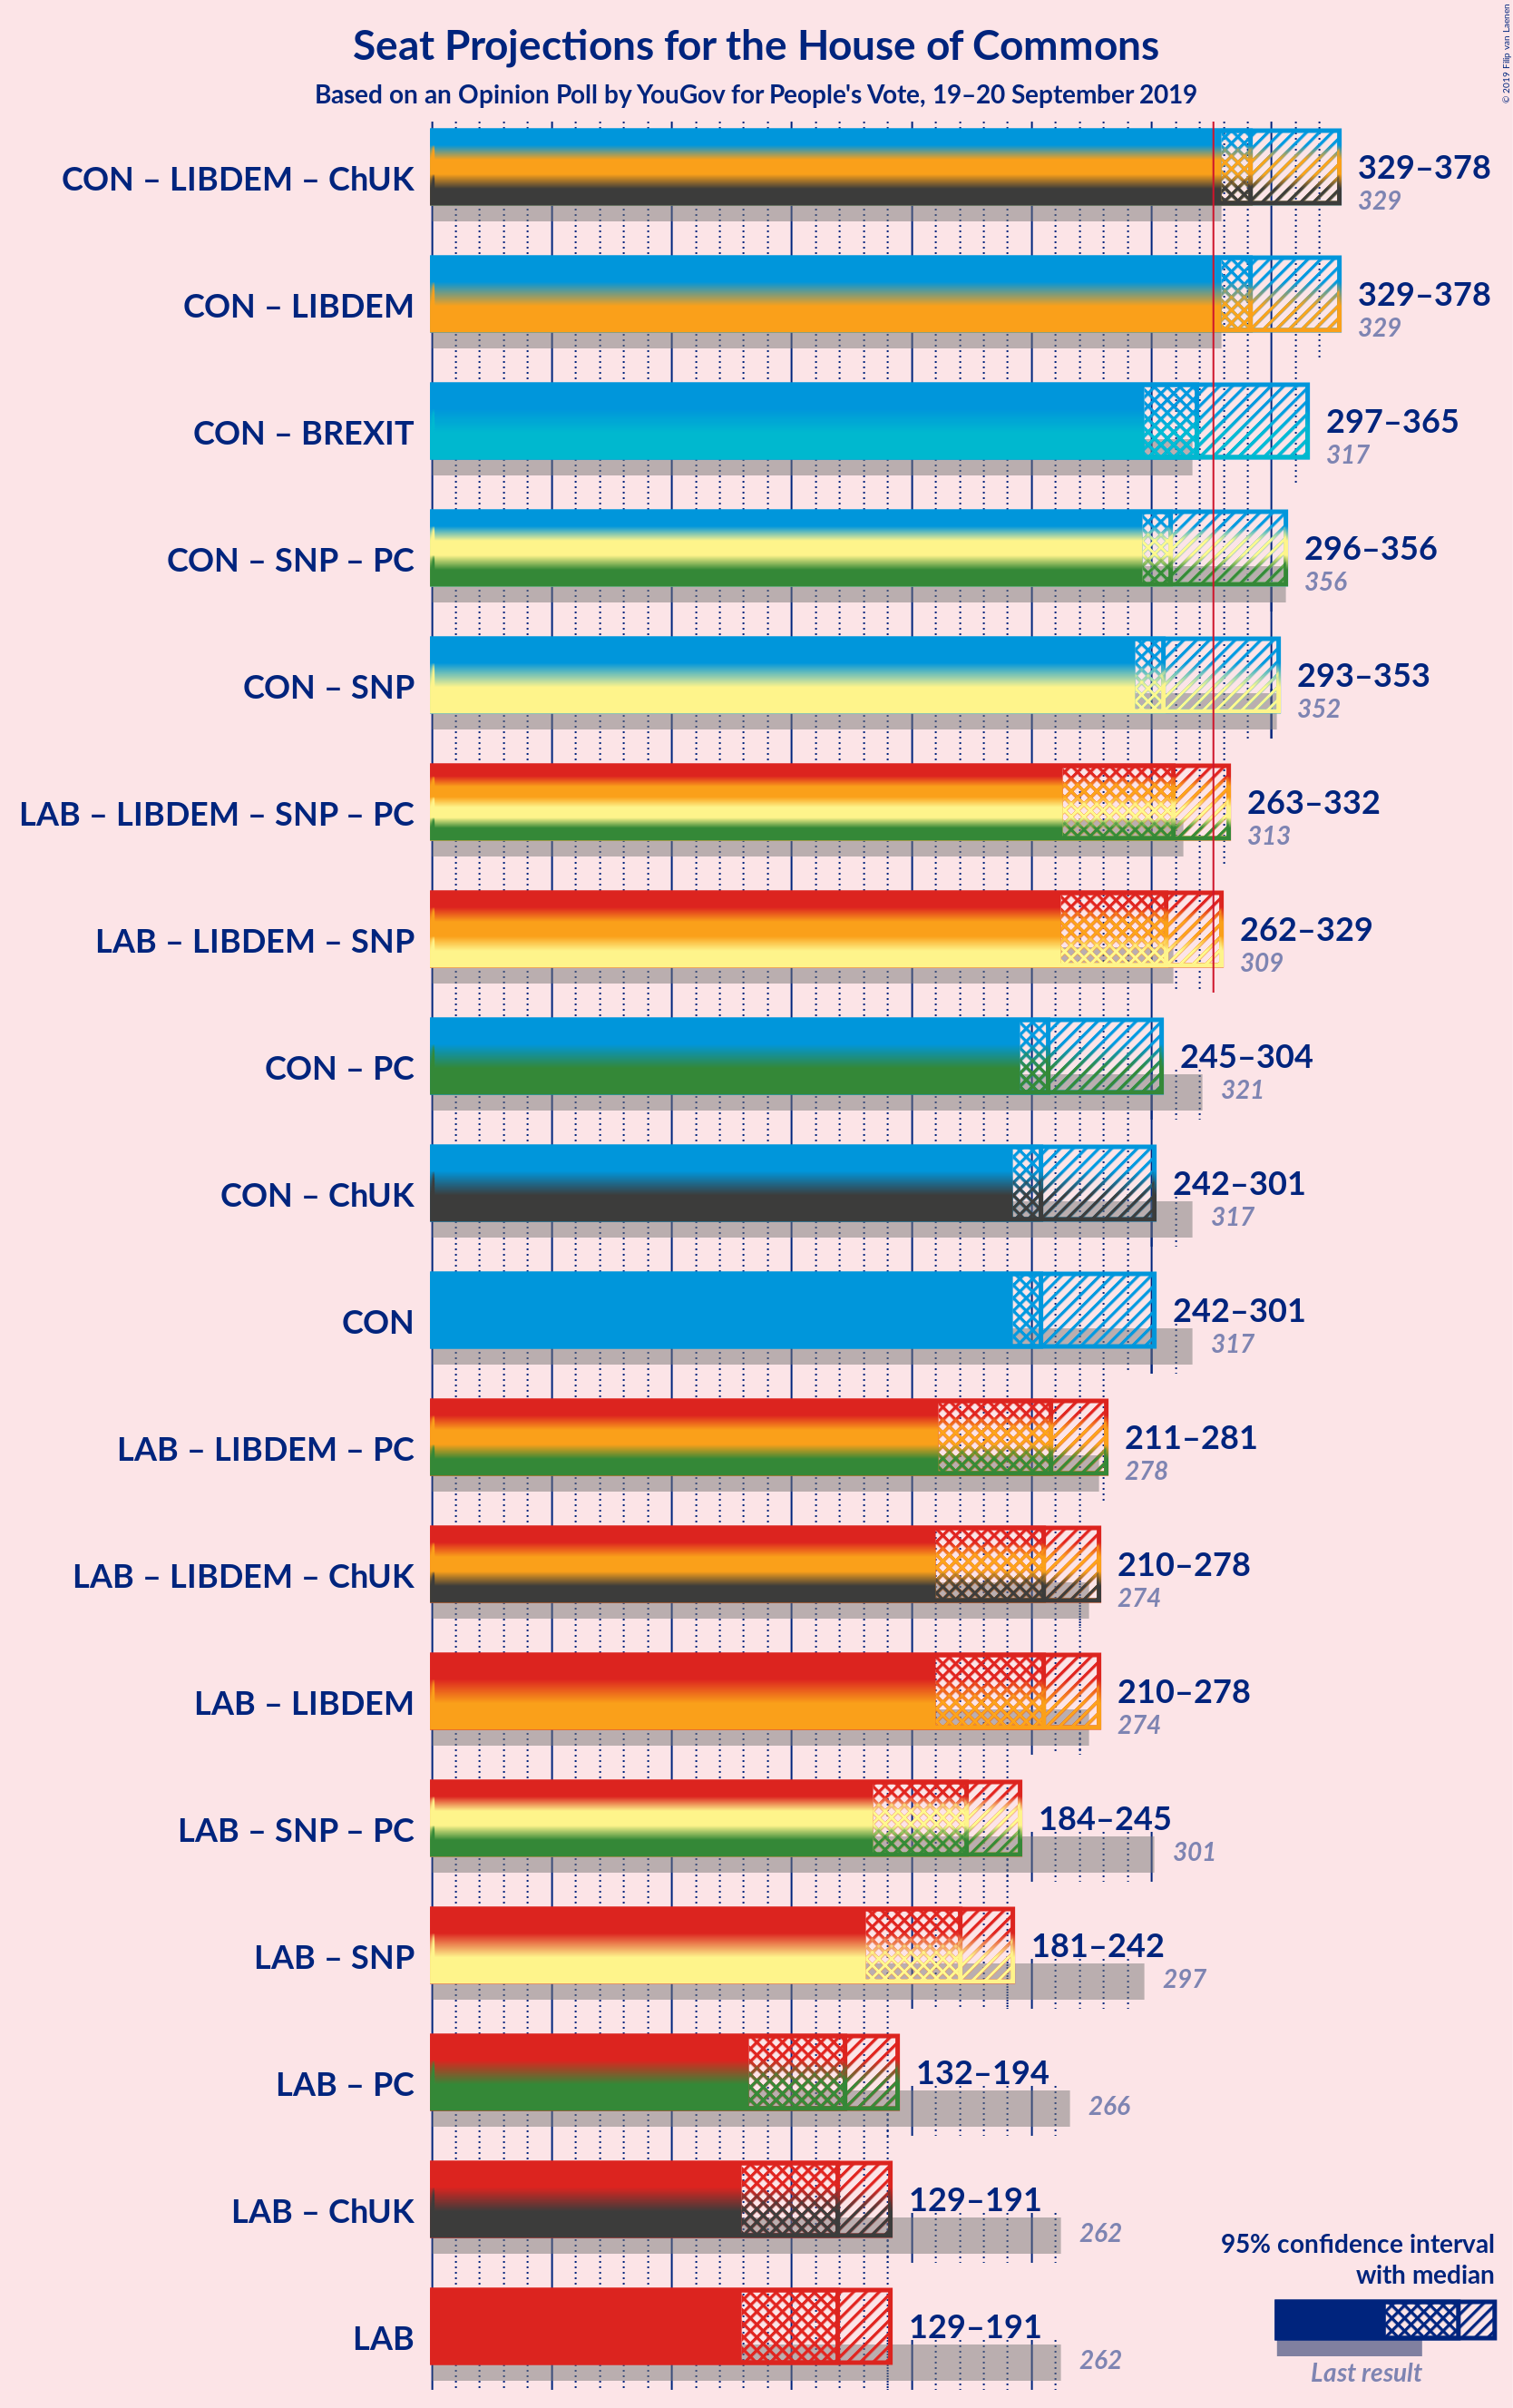 Seat Projections for the House of Commons
Based on an Opinion Poll by YouGov for People's Vote, 19–20 September 2019
© 2019 Filip van Laenen
CON – LIBDEM – ChUK
329–378
329
CON – LIBDEM
329–378
329
CON – BREXIT
297–365
317
CON – SNP – PC
296–356
356
CON – SNP
293–353
352
LAB – LIBDEM – SNP – PC
263–332
313
LAB – LIBDEM – SNP
262–329
309
CON – PC
245–304
321
CON – ChUK
242–301
317
CON
242–301
317
LAB – LIBDEM – PC
211–281
278
LAB – LIBDEM – ChUK
210–278
274
LAB – LIBDEM
210–278
274
LAB – SNP – PC
184–245
301
LAB – SNP
181–242
297
LAB – PC
132–194
266
LAB – ChUK
129–191
262
LAB
129–191
262
95% confidence interval
with median
Last result